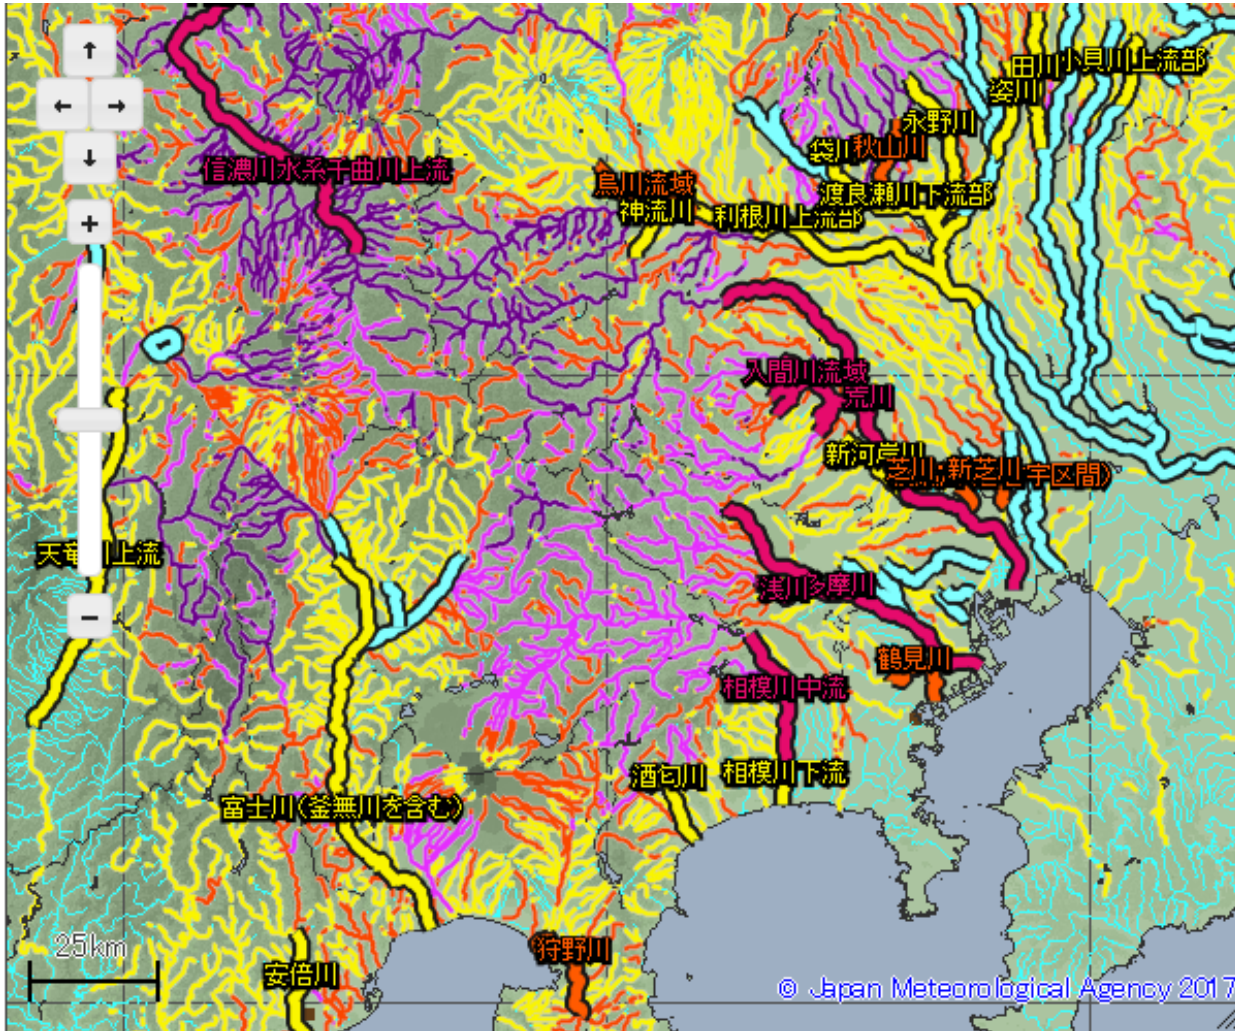 ↑
田川
小貝川上流部
姿川
← →
永野川
袋川
秋山川
↓
信濃川水系千曲川上流
烏川流域
渡良瀬川下流部
神流川
利根川上流部
+
入間川流域
荒川
新河岸川
芝川・新芝川
字区間)
天竜川上流
浅川
多摩川
−
鶴見川
相模川中流
酒匂川
相模川下流
富士川(釜無川を含む)
25km
狩野川
安倍川
© Japan Meteorological Agency 2017